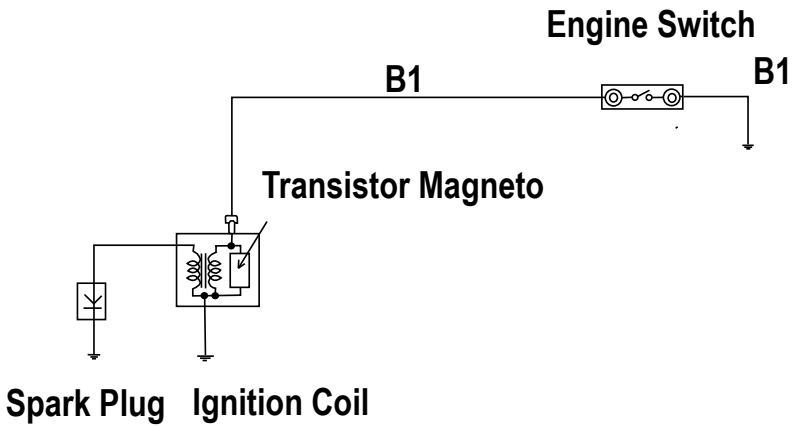 Engine Switch
B1
B1
Transistor Magneto
Spark Plug
Ignition Coil